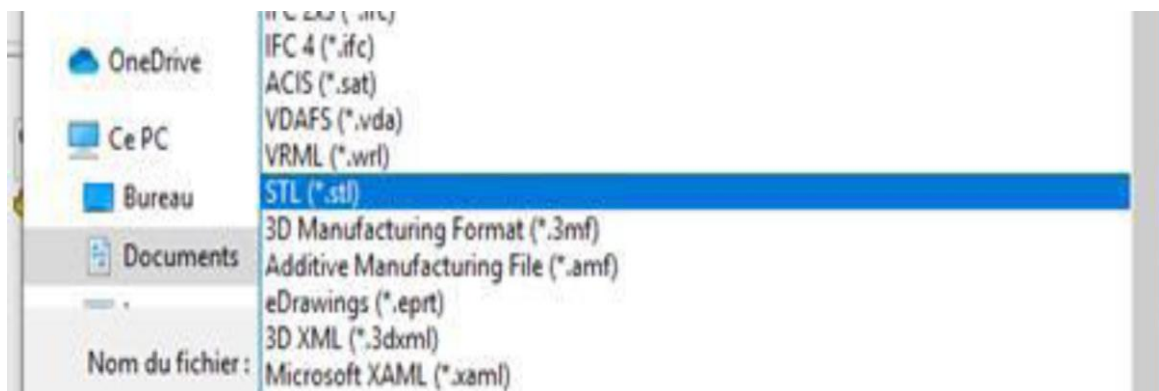 OneDrive
Ce PC
Bureau
Documents
Nom du fichier :
IFC 4 (*.ifc)
ACIS (*.sat)
VDAFS (*.vda)
VRML (*.wrl)
STL (*.stl)
3D Manufacturing Format (*.3mf)
Additive Manufacturing File (*.amf)
eDrawings (*.eprt)
3D XML (*.3dxml)
Microsoft XAML (*.xaml)